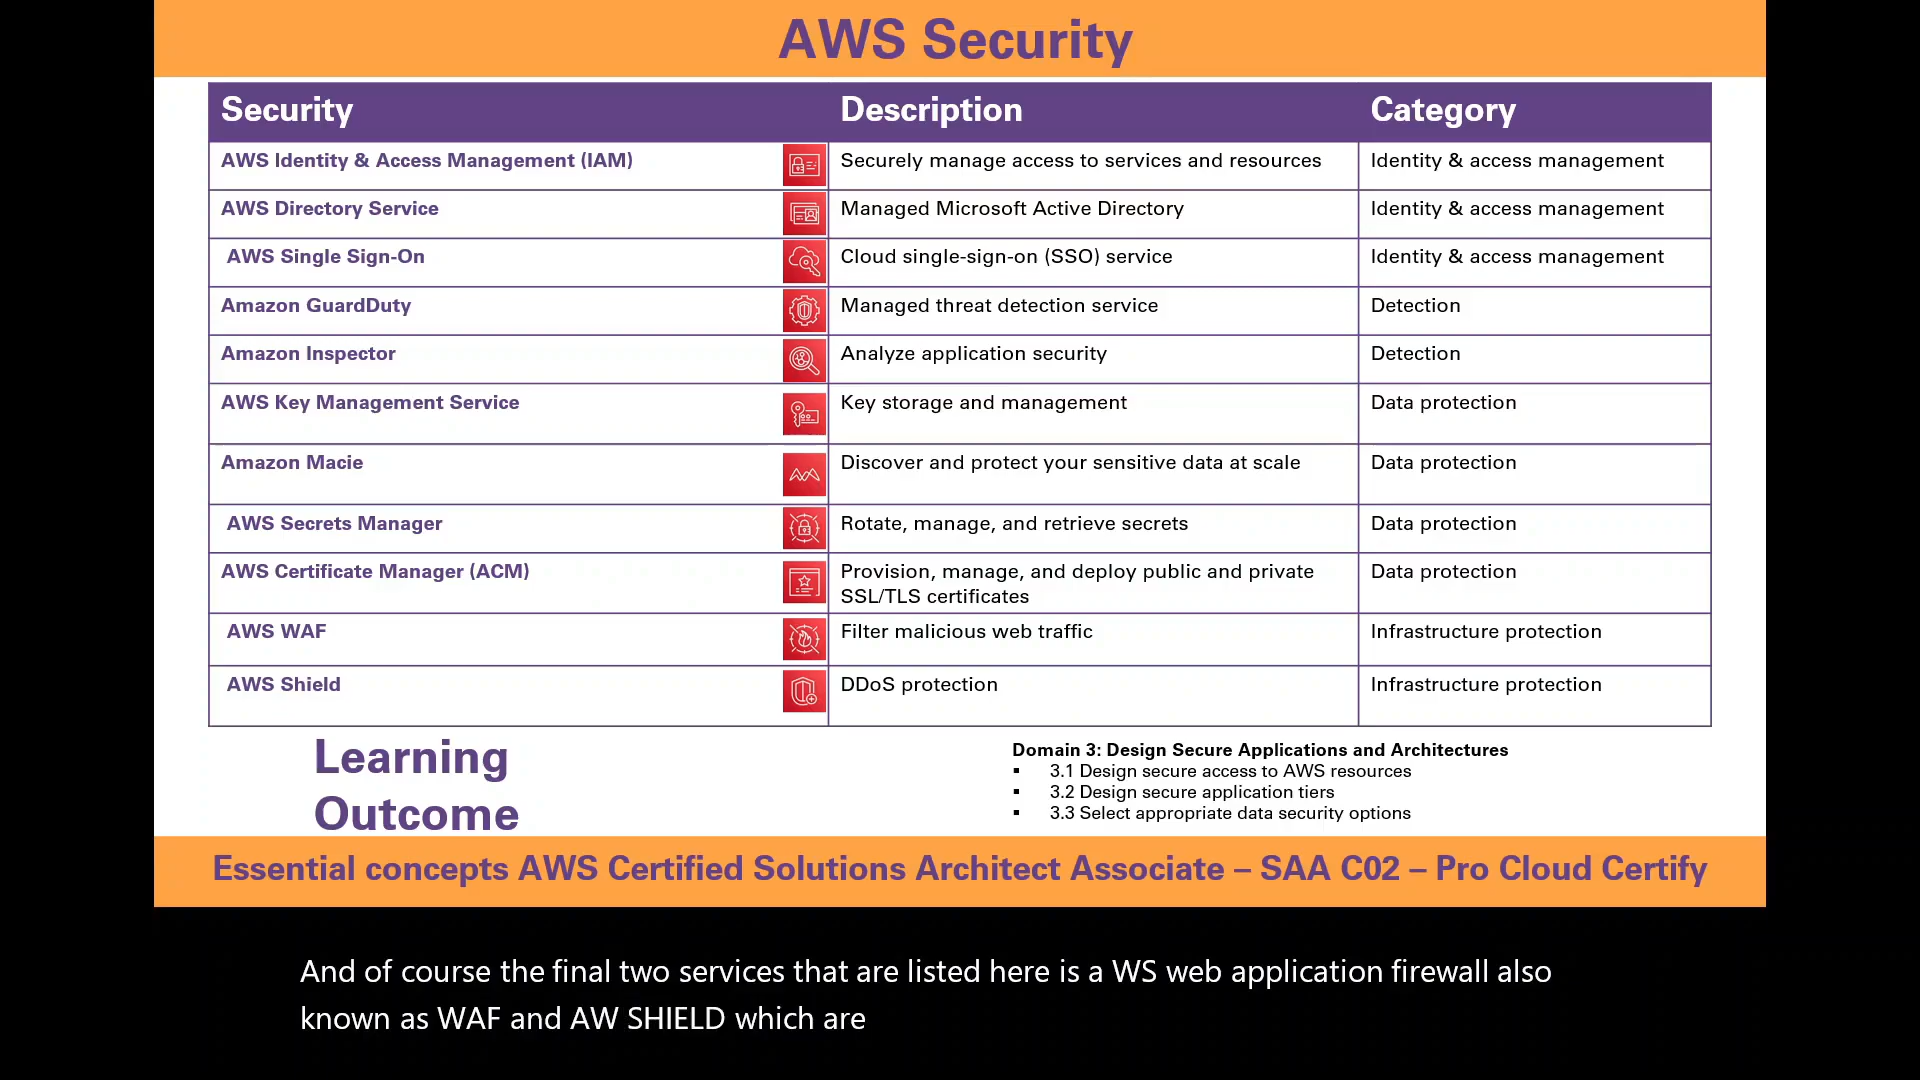 AWS Security
Security Description Category
AWS Identity & Access Management (IAM) Securely manage access to services and resources Identity & access management
AWS Directory Service Managed Microsoft Active Directory Identity & access management
AWS Single Sign-On Cloud single-sign-on (SSO) service Identity & access management
Amazon GuardDuty Managed threat detection service Detection
Amazon Inspector Analyze application security Detection
AWS Key Management Service Key storage and management Data protection
Amazon Macie Discover and protect your sensitive data at scale Data protection
AWS Secrets Manager Rotate, manage, and retrieve secrets Data protection
AWS Certificate Manager (ACM) Provision, manage, and deploy public and private Data protection
SSL/TLS certificates
AWS WAF Filter malicious web traffic Infrastructure protection
AWS Shield DDoS protection Infrastructure protection
Learning
Outcome
Domain 3: Design Secure Applications and Architectures
▪ 3.1 Design secure access to AWS resources
▪ 3.2 Design secure application tiers
▪ 3.3 Select appropriate data security options
Essential concepts AWS Certified Solutions Architect Associate – SAA C02 – Pro Cloud Certify
And of course the final two services that are listed here is a WS web application firewall also
known as WAF and AW SHIELD which are